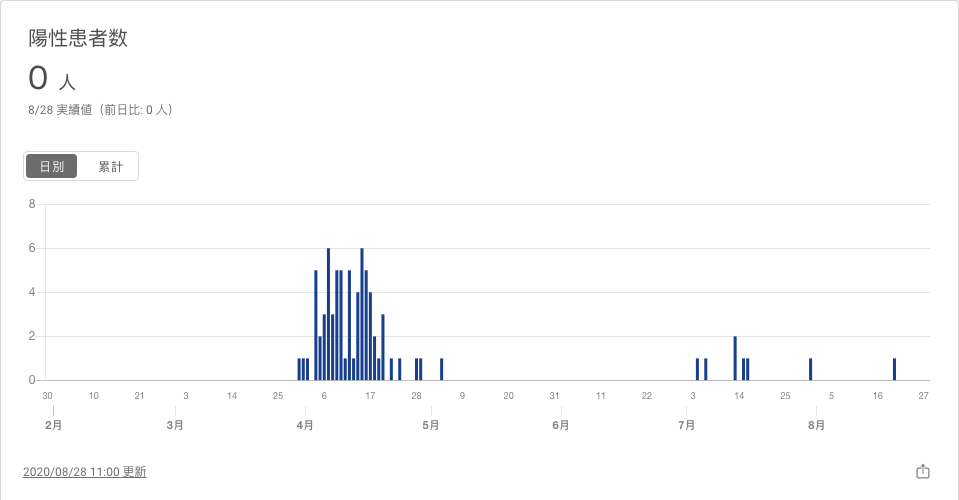 陽性患者数
0 人
8/28 実績値（前日比: 0 人）
日別 累計
8
6
4
2
0
30 10 21 3 14 25 6 17 28 9 20 31 11 22 3 14 25 5 16 27
2月 3月 4月 5月 6月 7月 8月
2020/08/28 11:00 更新